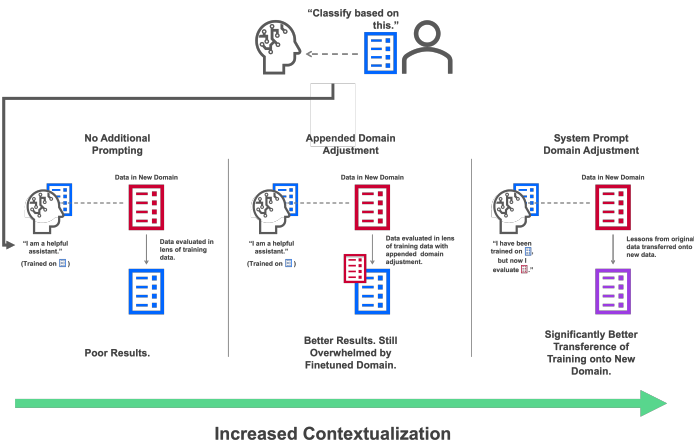 “Classify based on
this.”
No Additional
Prompting
Data in New Domain
“I am a helpful
assistant.”
(Trained on )
Data evaluated in
lens of training
data.
Poor Results.
Appended Domain
Adjustment
Data in New Domain
“I am a helpful
assistant.”
(Trained on )
Data evaluated in lens
of training data with
appended domain
adjustment.
Better Results. Still
Overwhelmed by
Finetuned Domain.
System Prompt
Domain Adjustment
Data in New Domain
“I have been
trained on ,
but now I
evaluate .”
Lessons from original
data transferred onto
new data.
Significantly Better
Transference of
Training onto New
Domain.
Increased Contextualization